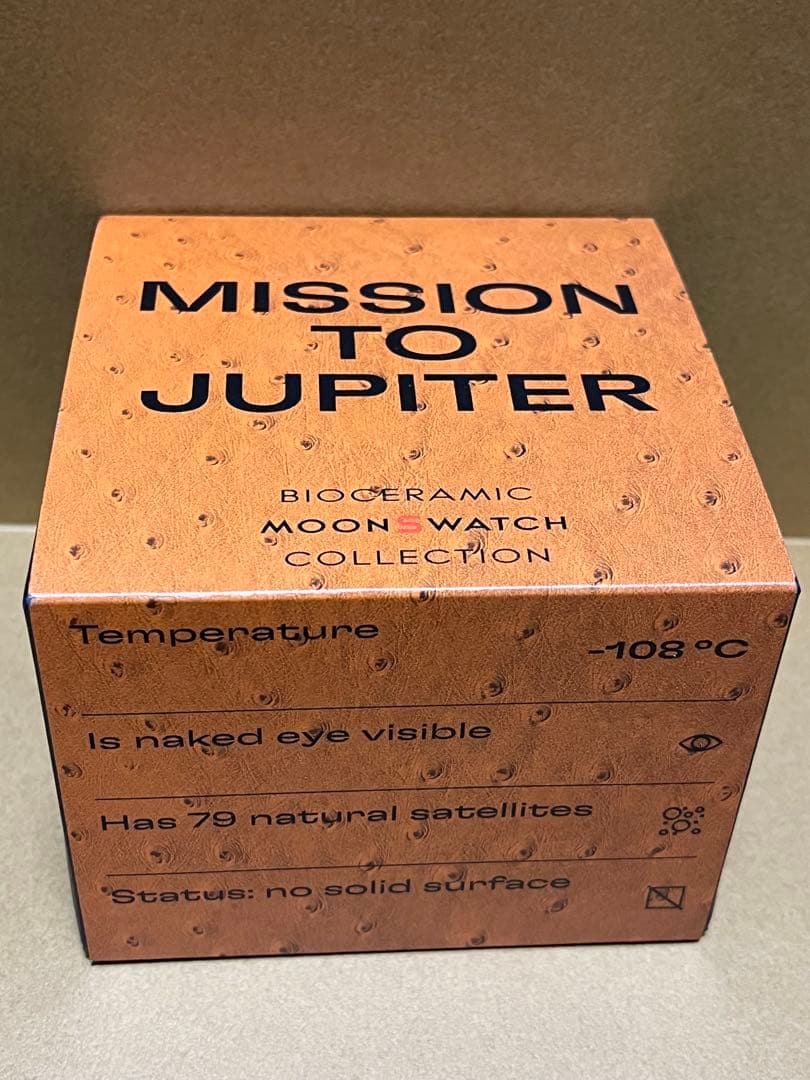 MISSION
TO
JUPITER
BIOCERAMIC
MOONSWATCH
COLLECTION
Temperature -108 °C
Is naked eye visible
Has 79 natural satellites
Status: no solid surface